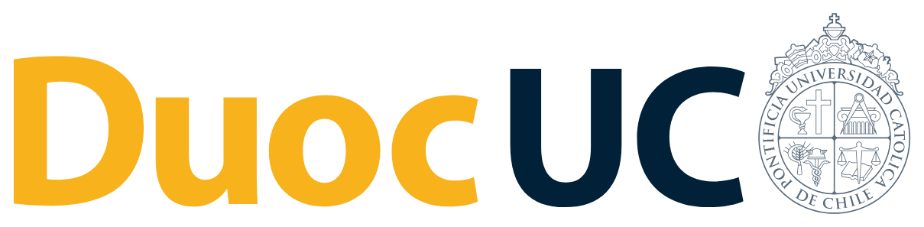 Duoc UC
PONTIFICIA UNIVERSIDAD CATOLICA
DE CHILE